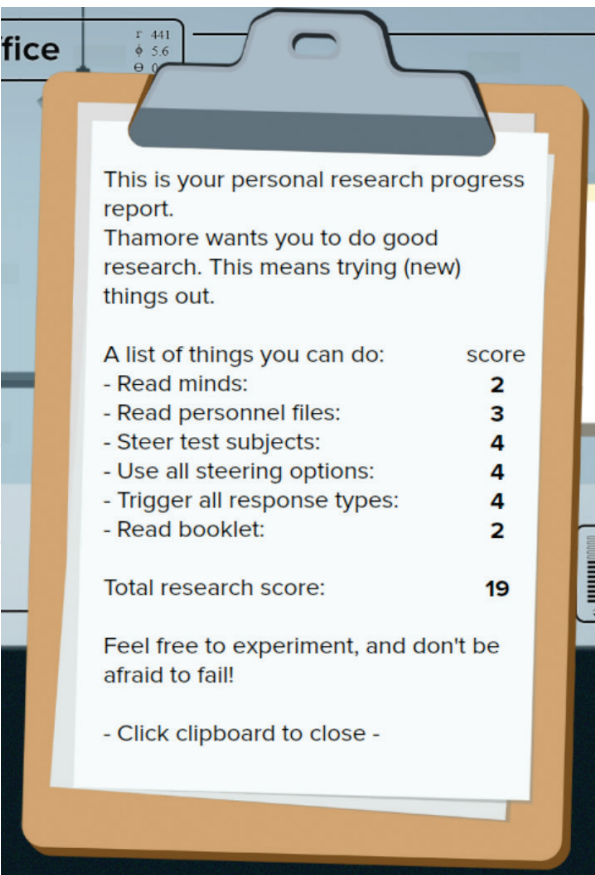 fice
r 441
ϕ 5.6
Θ 0
This is your personal research progress
report.
Thamore wants you to do good
research. This means trying (new)
things out.
A list of things you can do: score
- Read minds: 2
- Read personnel files: 3
- Steer test subjects: 4
- Use all steering options: 4
- Trigger all response types: 4
- Read booklet: 2
Total research score: 19
Feel free to experiment, and don't be
afraid to fail!
- Click clipboard to close -